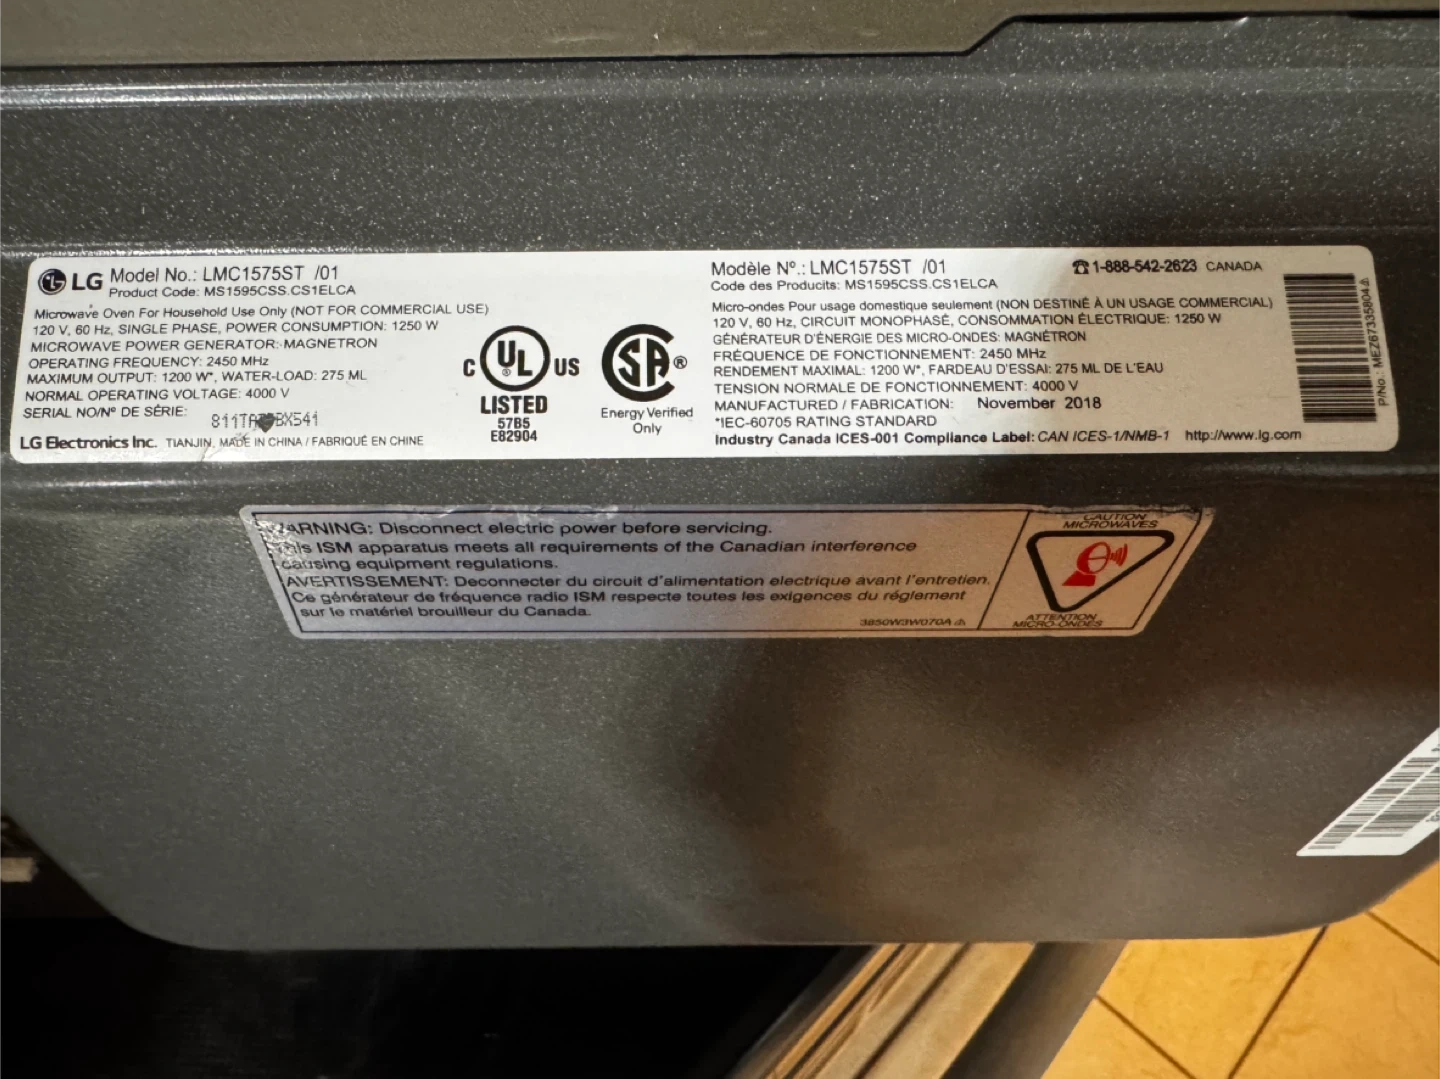 LG Model No.: LMC1575ST /01
Product Code: MS1595CSS.CS1ELCA
Microwave Oven For Household Use Only (NOT FOR COMMERCIAL USE)
120 V, 60 Hz, SINGLE PHASE, POWER CONSUMPTION: 1250 W
MICROWAVE POWER GENERATOR: MAGNETRON
OPERATING FREQUENCY: 2450 MHz
MAXIMUM OUTPUT: 1200 W*, WATER-LOAD: 275 ML
NORMAL OPERATING VOLTAGE: 4000 V
SERIAL NO/Nº DE SÉRIE:
LG Electronics Inc. TIANJIN, MADE IN CHINA / FABRIQUÉ EN CHINE
C UL US
®
LISTED
57B5
E82904
SA ®
Energy Verified
Only
Modèle Nº.: LMC1575ST /01
☎ 1-888-542-2623 CANADA
Code des Producits: MS1595CSS.CS1ELCA
Micro-ondes Pour usage domestique seulement (NON DESTINÉ À UN USAGE COMMERCIAL)
120 V, 60 Hz, CIRCUIT MONOPHASÉ, CONSOMMATION ÉLECTRIQUE: 1250 W
GÉNÉRATEUR D'ÉNERGIE DES MICRO-ONDES: MAGNÉTRON
FRÉQUENCE DE FONCTIONNEMENT: 2450 MHz
RENDEMENT MAXIMAL: 1200 W*, FARDEAU D'ESSAI: 275 ML DE L'EAU
TENSION NORMALE DE FONCTIONNEMENT: 4000 V
MANUFACTURED / FABRICATION: November 2018
*IEC-60705 RATING STANDARD
Industry Canada ICES-001 Compliance Label: CAN ICES-1/NMB-1 http://www.lg.com
P/No.: MEZ67335804
WARNING: Disconnect electric power before servicing.
This ISM apparatus meets all requirements of the Canadian interference
causing equipment regulations.
AVERTISSEMENT: Deconnecter du circuit d'alimentation electrique avant l'entretien.
Ce générateur de fréquence radio ISM respecte toutes les exigences du réglement
sur le matériel brouilleur du Canada.
3850W3W070A
CAUTION
MICROWAVES
ATTENTION
MICRO-ONDES